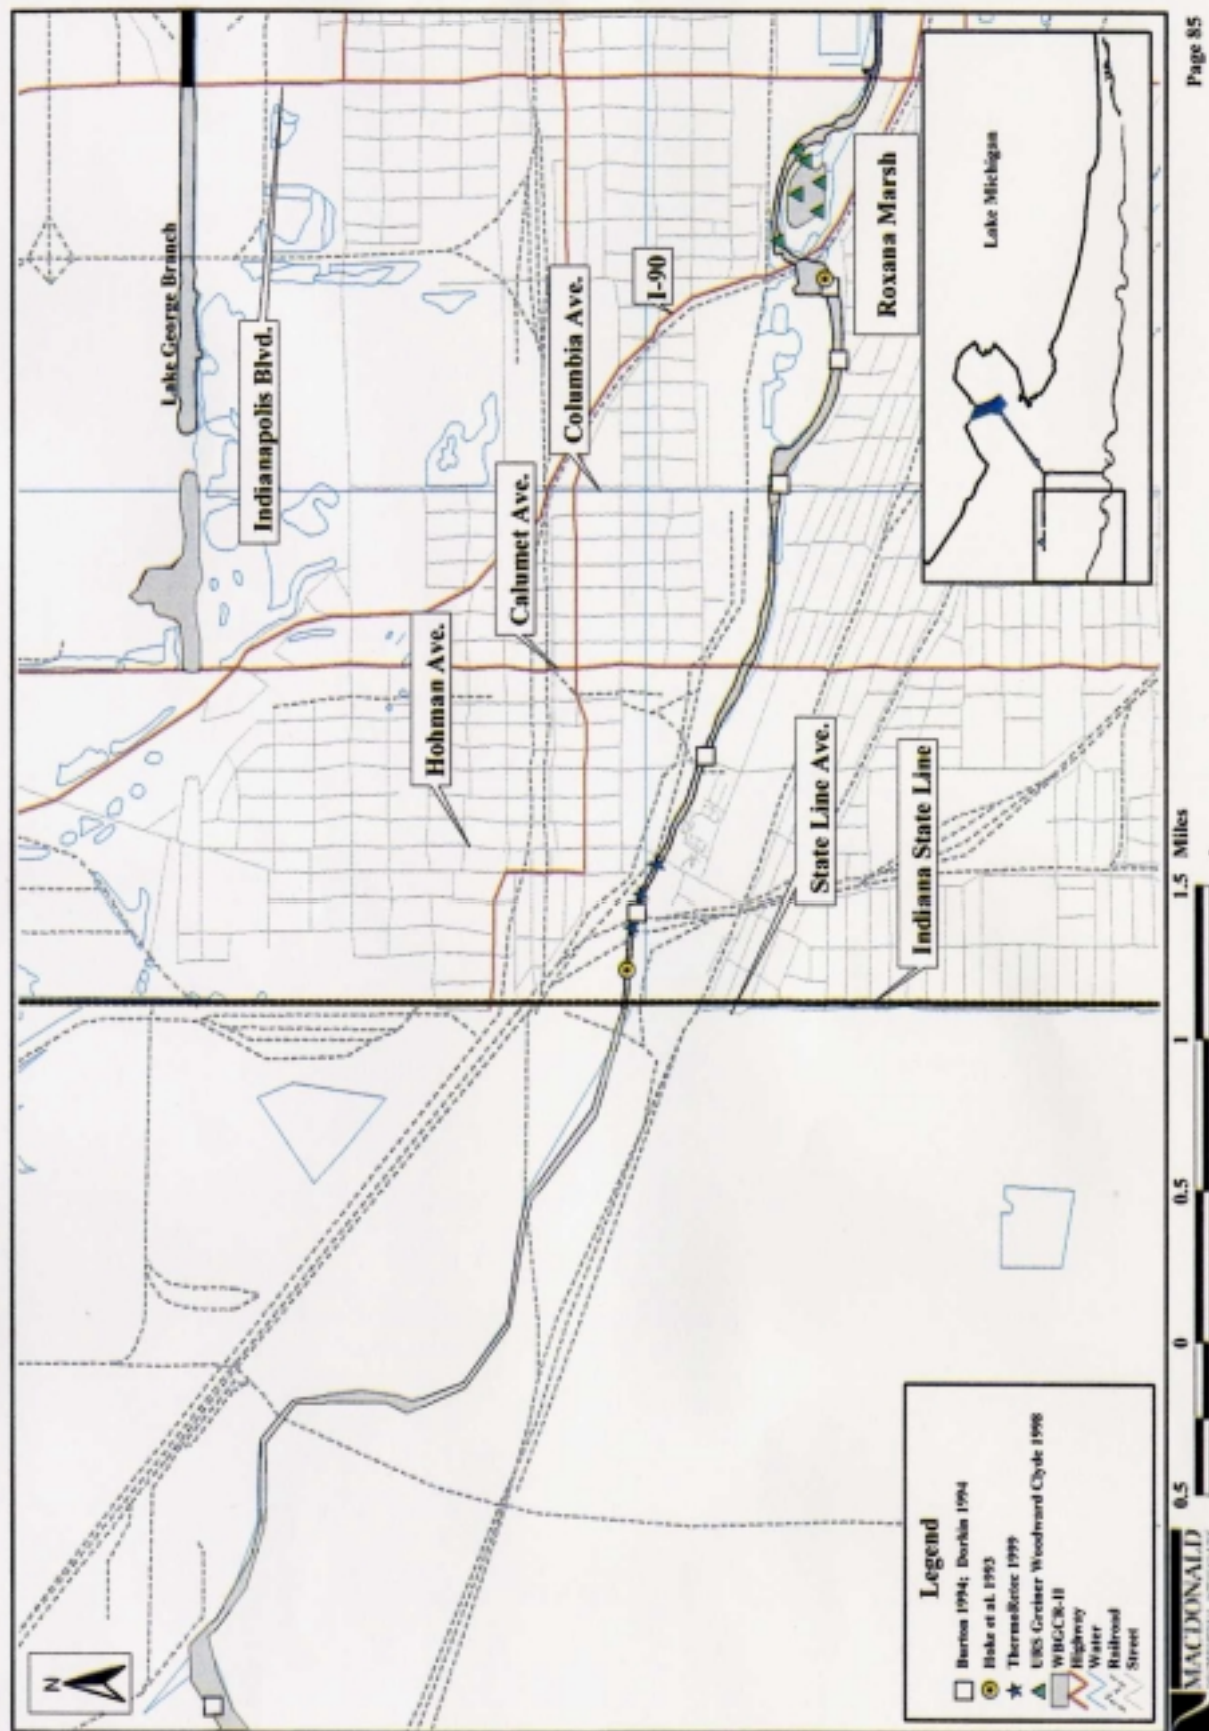 Page 85
Lake George Branch
Indianapolis Blvd.
Hohman Ave.
Calumet Ave.
Columbia Ave.
I-90
Roxana Marsh
State Line Ave.
Indiana State Line
Lake Michigan
N
Legend
Burton 1994; Dorkin 1994
Hoke et al. 1993
ThermoRetec 1999
URS Greiner Woodward Clyde 1998
WBGCR-II
Highway
Water
Railroad
Street
0.5 0 0.5 1 1.5 Miles
MACDONALD